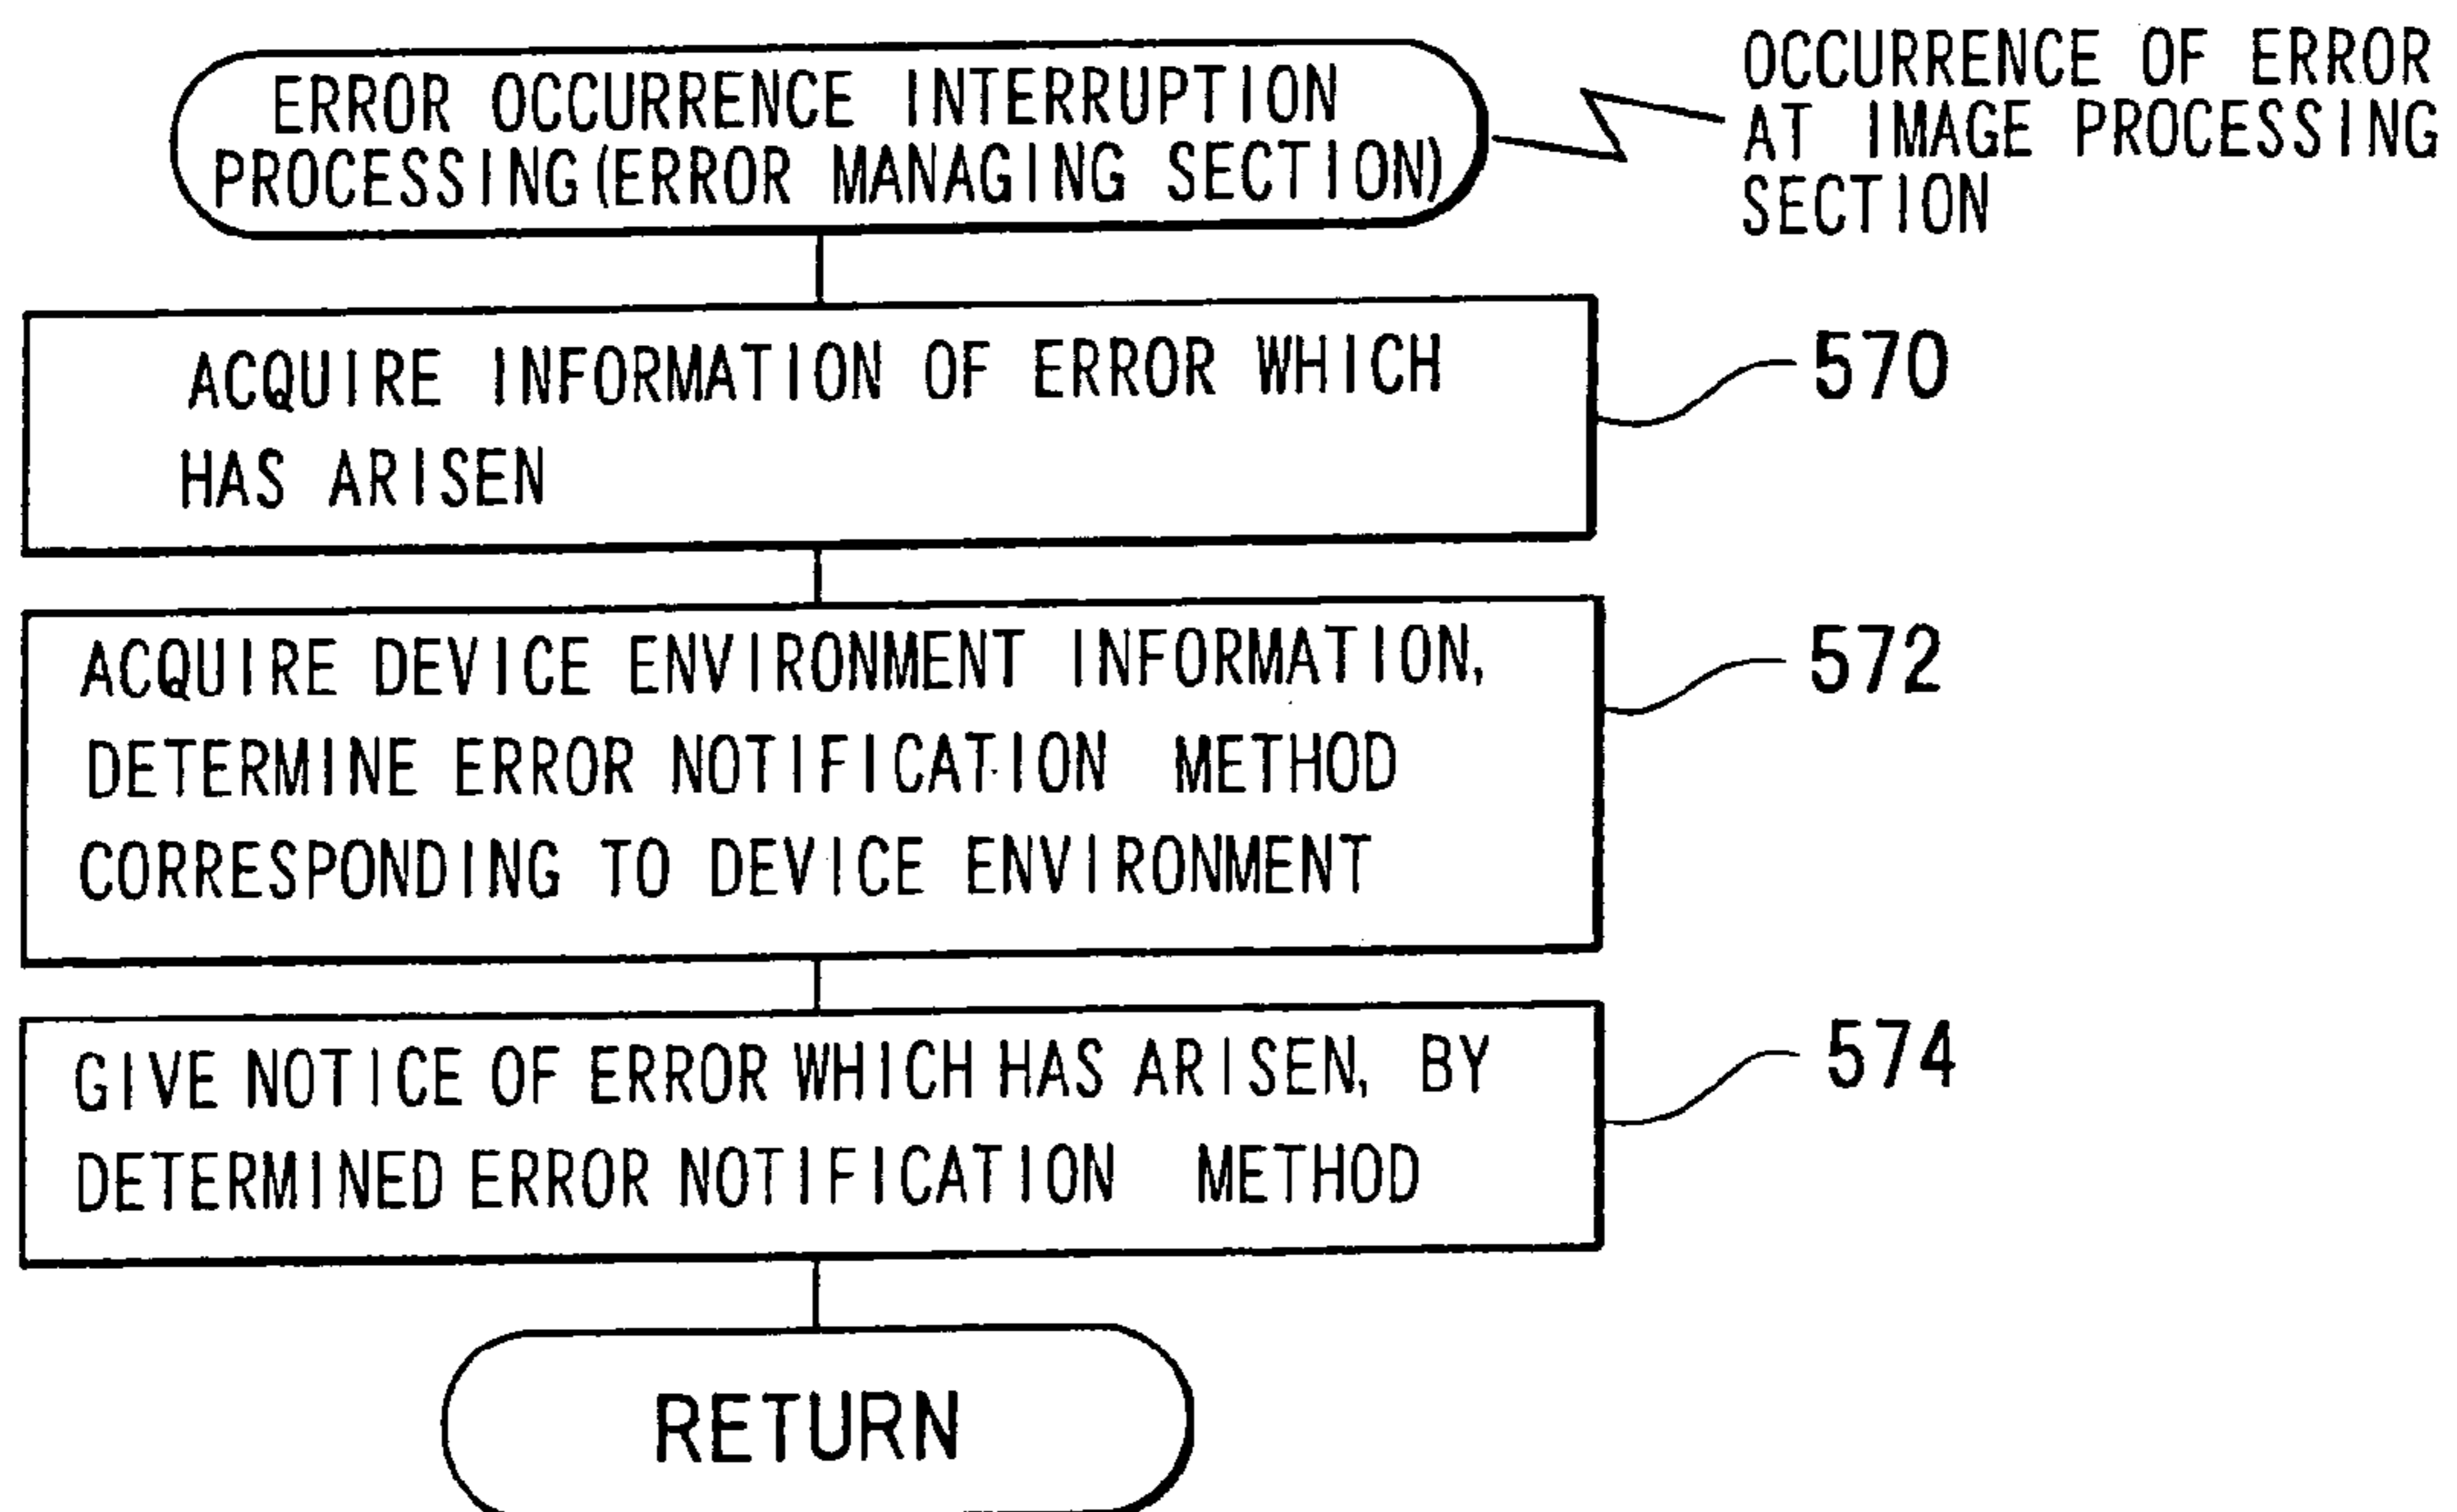 ERROR OCCURRENCE INTERRUPTION
PROCESSING(ERROR MANAGING SECTION)
OCCURRENCE OF ERROR
AT IMAGE PROCESSING
SECTION
ACQUIRE INFORMATION OF ERROR WHICH
HAS ARISEN
570
ACQUIRE DEVICE ENVIRONMENT INFORMATION,
DETERMINE ERROR NOTIFICATION METHOD
CORRESPONDING TO DEVICE ENVIRONMENT
572
GIVE NOTICE OF ERROR WHICH HAS ARISEN, BY
DETERMINED ERROR NOTIFICATION METHOD
574
RETURN